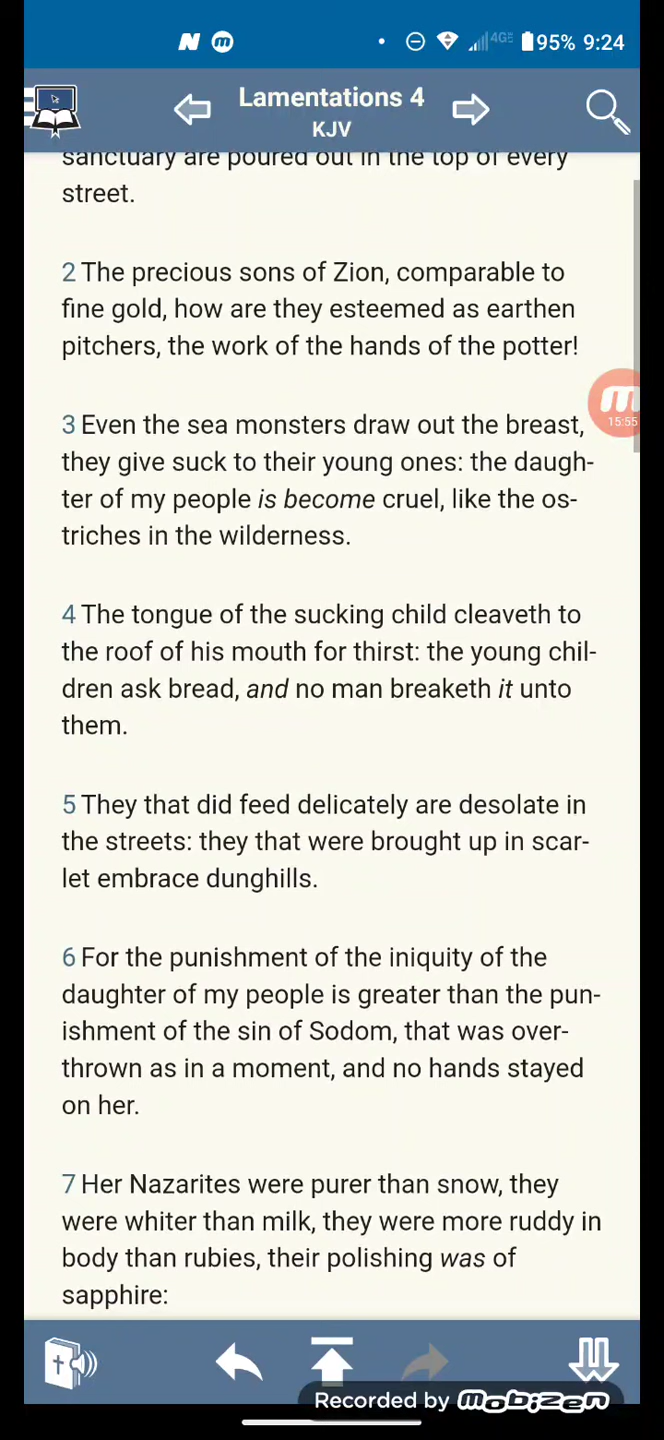 95% 9:24
Lamentations 4
KJV
sanctuary are poured out in the top of every
street.
2 The precious sons of Zion, comparable to
fine gold, how are they esteemed as earthen
pitchers, the work of the hands of the potter!
15:55
3 Even the sea monsters draw out the breast,
they give suck to their young ones: the daugh-
ter of my people is become cruel, like the os-
triches in the wilderness.
4 The tongue of the sucking child cleaveth to
the roof of his mouth for thirst: the young chil-
dren ask bread, and no man breaketh it unto
them.
5 They that did feed delicately are desolate in
the streets: they that were brought up in scar-
let embrace dunghills.
6 For the punishment of the iniquity of the
daughter of my people is greater than the pun-
ishment of the sin of Sodom, that was over-
thrown as in a moment, and no hands stayed
on her.
7 Her Nazarites were purer than snow, they
were whiter than milk, they were more ruddy in
body than rubies, their polishing was of
sapphire:
Recorded by mobizen